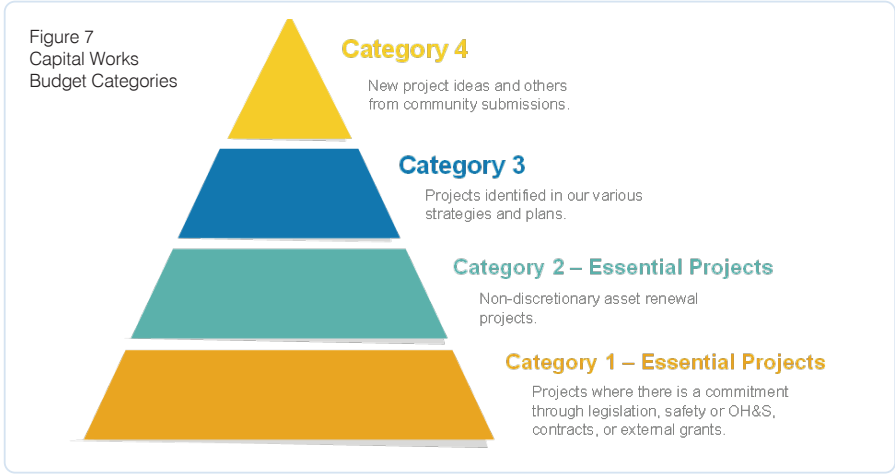 Figure 7
Capital Works
Budget Categories
Category 4
New project ideas and others
from community submissions.
Category 3
Projects identified in our various
strategies and plans.
Category 2 – Essential Projects
Non-discretionary asset renewal
projects.
Category 1 – Essential Projects
Projects where there is a commitment
through legislation, safety or OH&S,
contracts, or external grants.